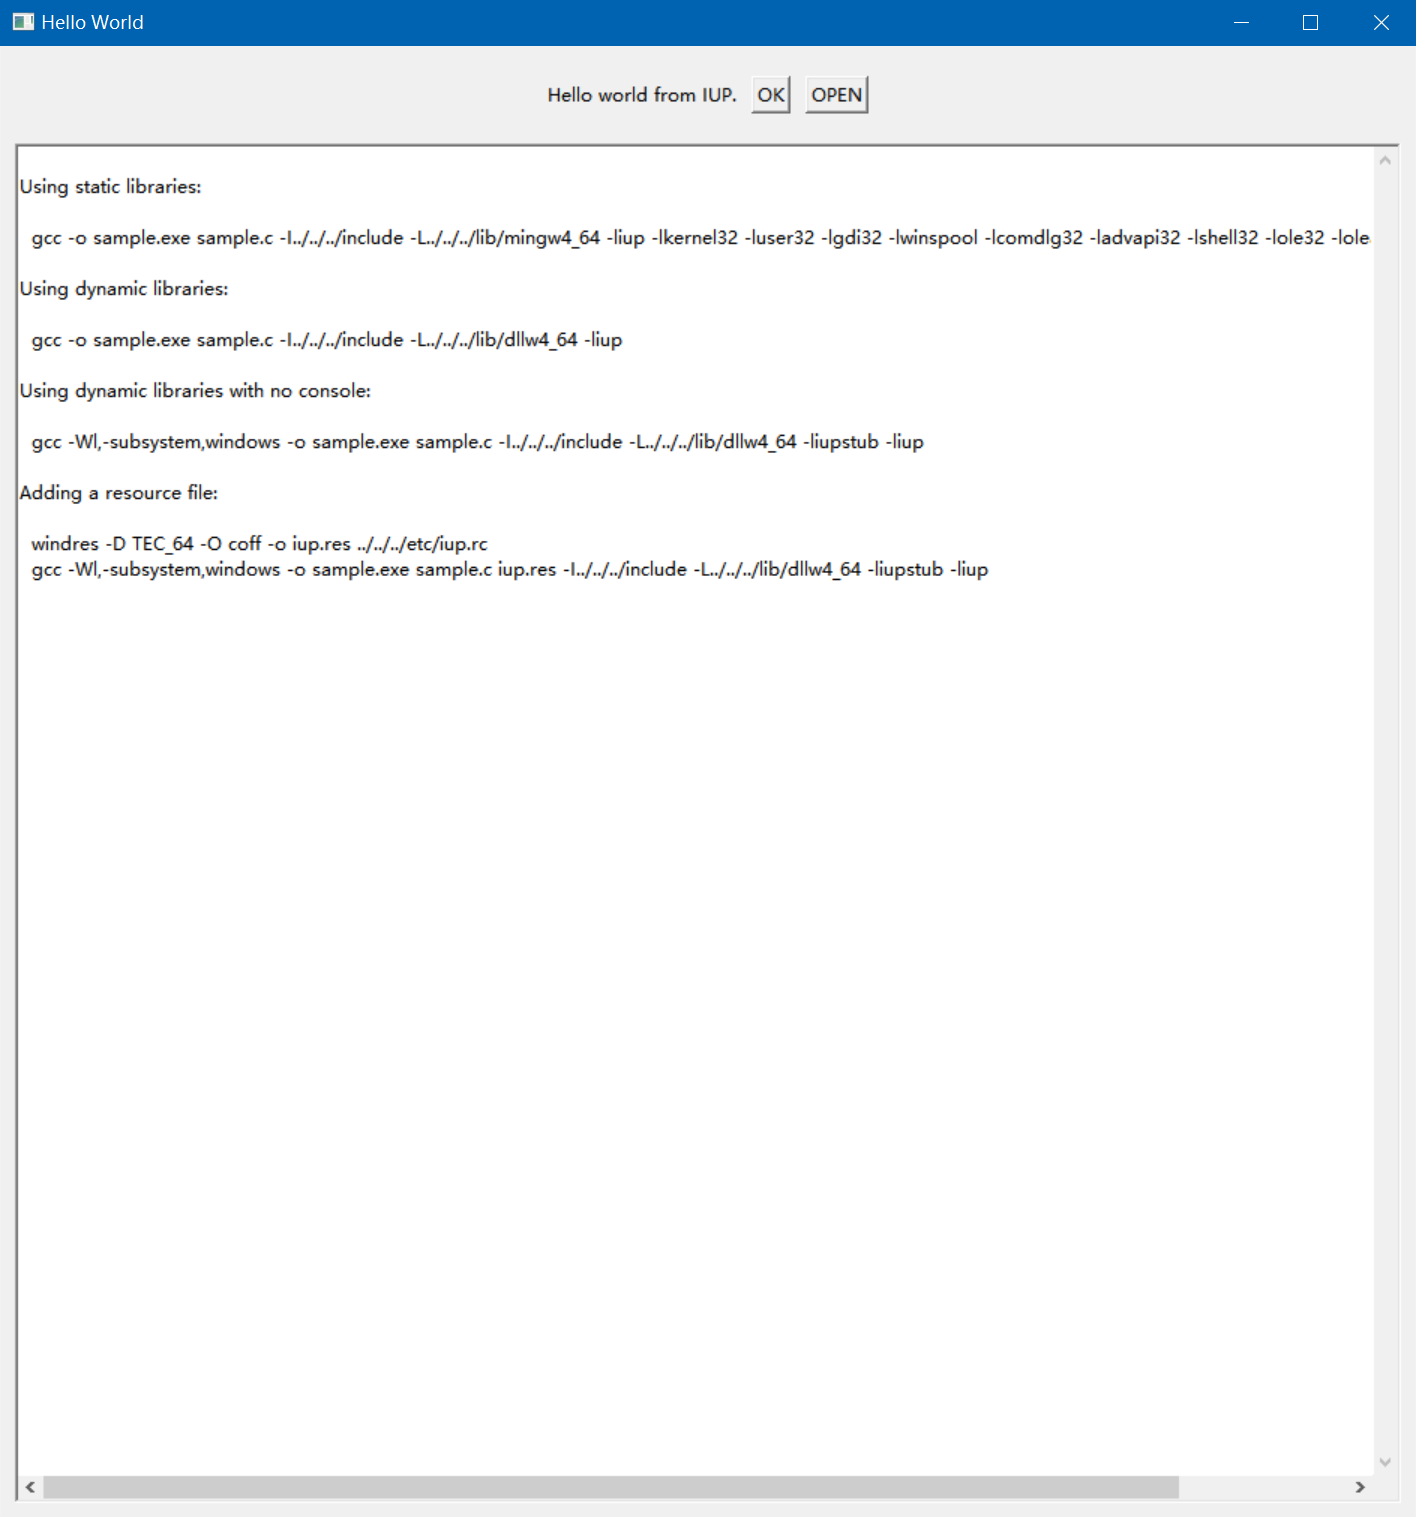 Hello World
Hello world from IUP. OK OPEN
Using static libraries:
gcc -o sample.exe sample.c -I../../../include -L../../../lib/mingw4_64 -liup -lkernel32 -luser32 -lgdi32 -lwinspool -lcomdlg32 -ladvapi32 -lshell32 -lole32 -lole
Using dynamic libraries:
gcc -o sample.exe sample.c -I../../../include -L../../../lib/dllw4_64 -liup
Using dynamic libraries with no console:
gcc -Wl,-subsystem,windows -o sample.exe sample.c -I../../../include -L../../../lib/dllw4_64 -liupstub -liup
Adding a resource file:
windres -D TEC_64 -O coff -o iup.res ../../../etc/iup.rc
gcc -Wl,-subsystem,windows -o sample.exe sample.c iup.res -I../../../include -L../../../lib/dllw4_64 -liupstub -liup